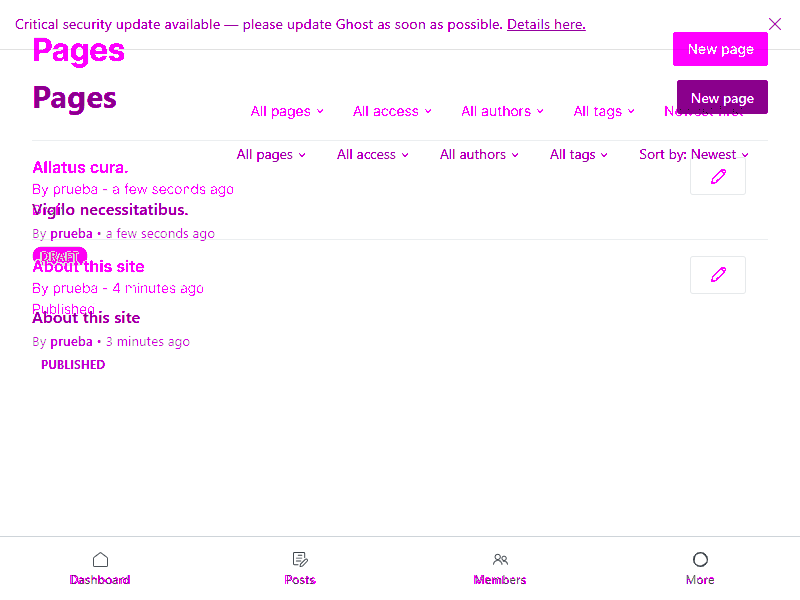 Critical security update available — please update Ghost as soon as possible. Details here.
Pages
New page
Pages
New page
All pages
All access
All authors
All tags
Newest first
All pages
All access
All authors
All tags
Sort by: Newest
Allatus cura.
By prueba - a few seconds ago
Draft
Vigilo necessitatibus.
By prueba • a few seconds ago
DRAFT
About this site
By prueba - 4 minutes ago
Published
About this site
By prueba • 3 minutes ago
PUBLISHED
Dashboard
Posts
Members
More